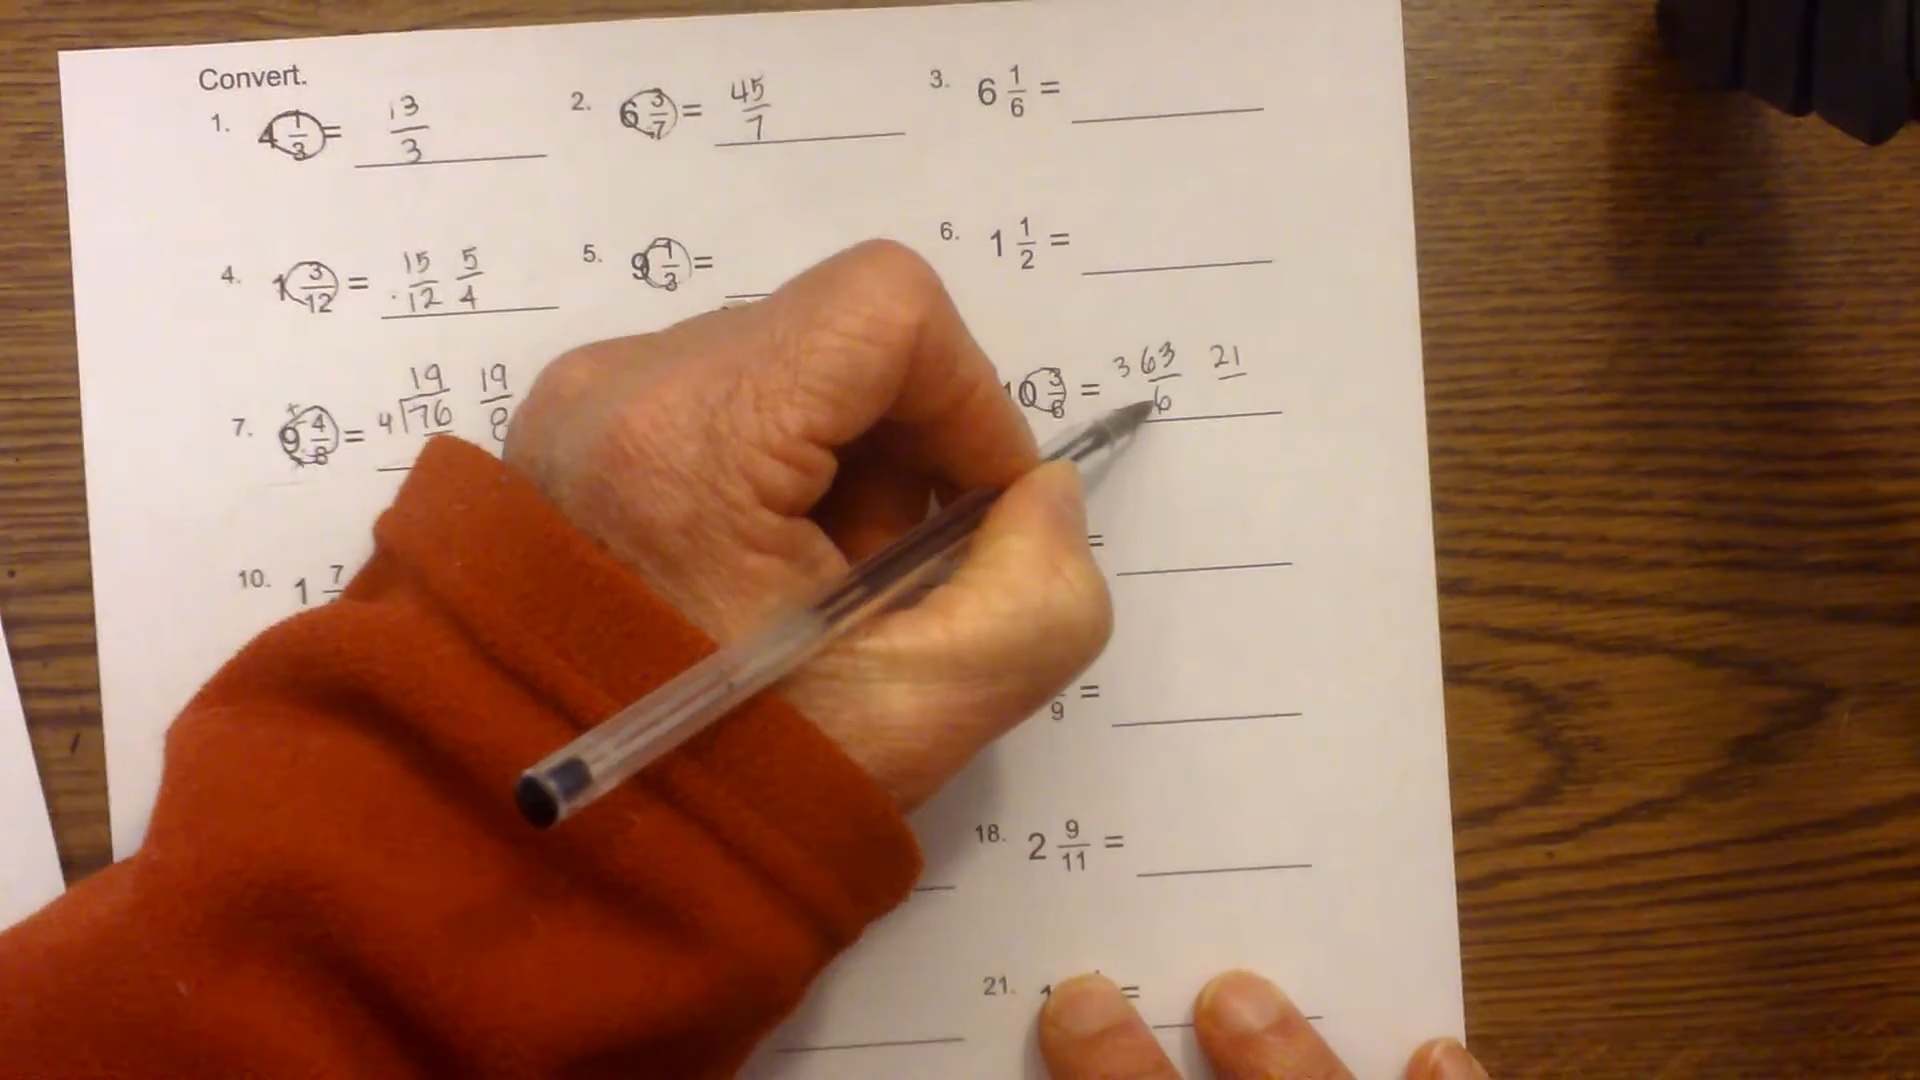 Convert.
1. 4 1/3 = 13/3
2. 6 3/7 = 45/7
3. 6 1/6 =
4. 1 3/12 = 15/12 5/4
5. 9 1/3 =
6. 1 1/2 =
7. 9 4/8 = 4)76 19 19/8
10 3/6 = 3 63/6 21
10. 1 7
=
9 =
18. 2 9/11 =
21. =